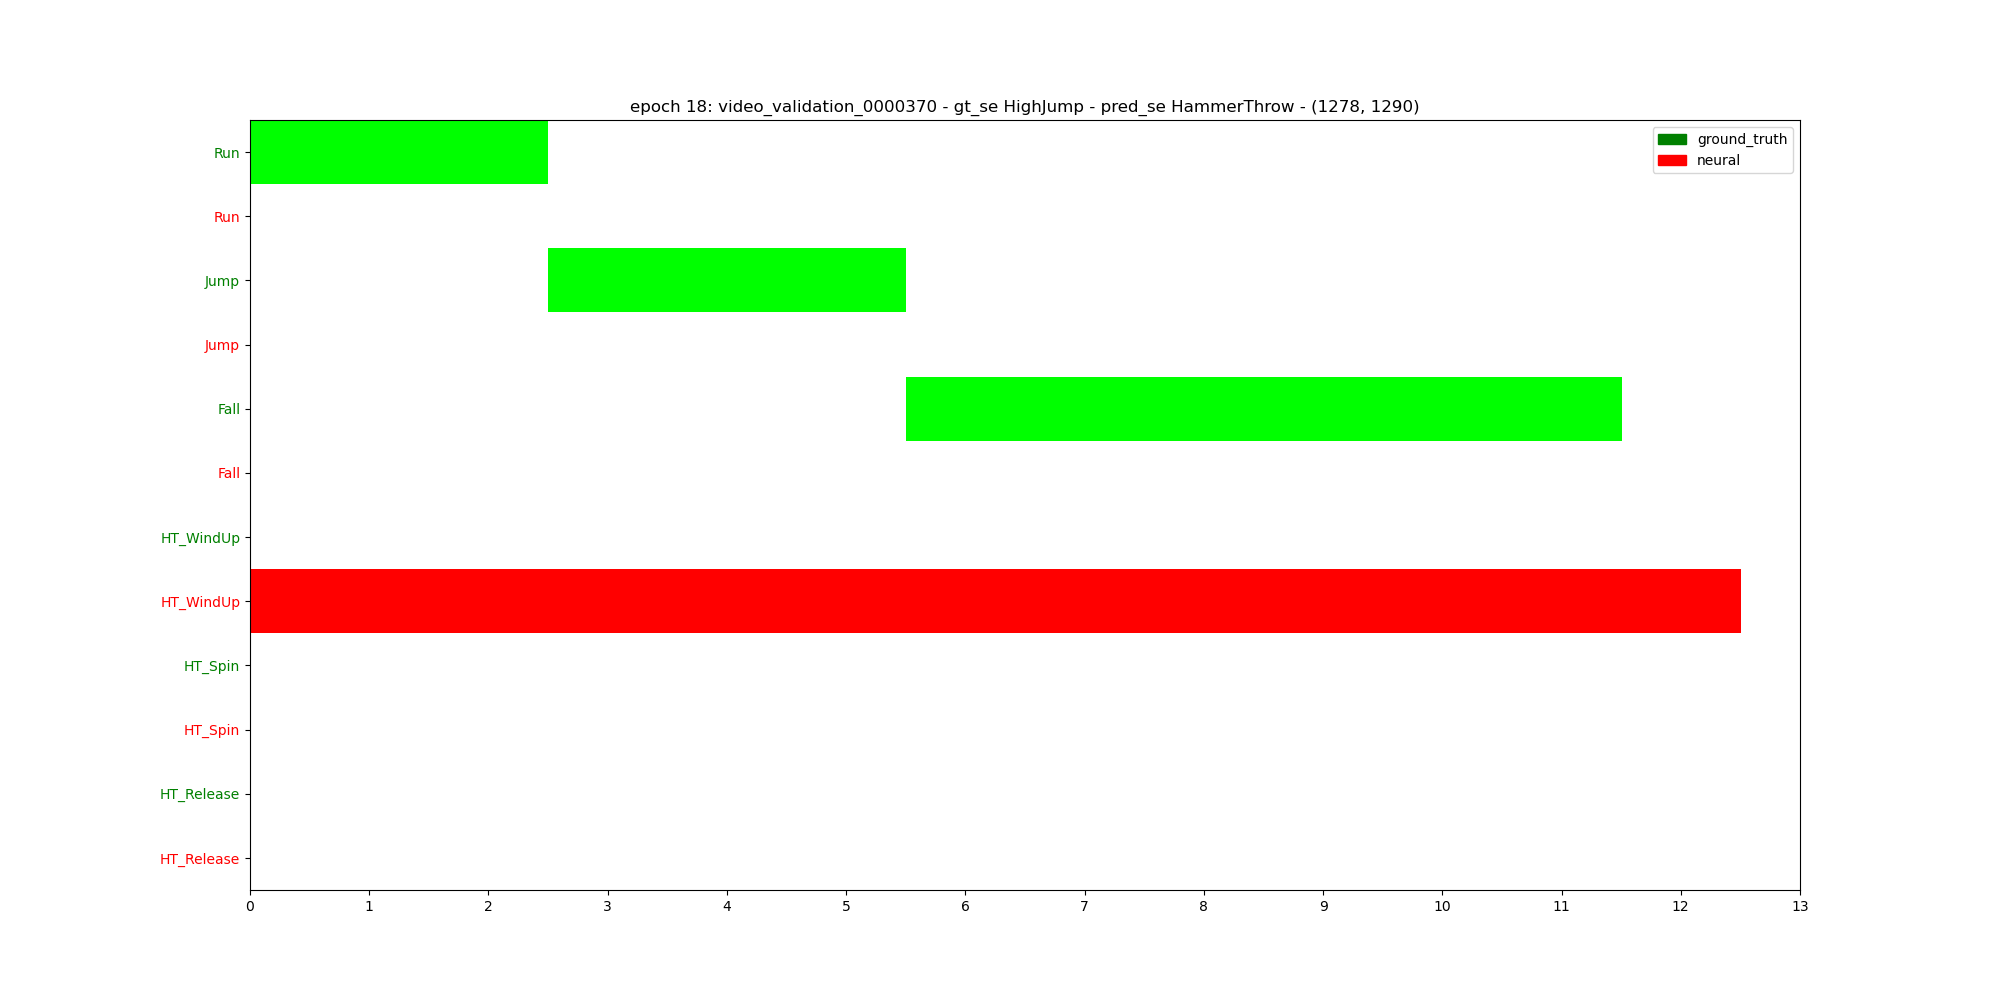 epoch 18: video_validation_0000370 - gt_se HighJump - pred_se HammerThrow - (1278, 1290)
ground_truth
neural
Run
Run
Jump
Jump
Fall
Fall
HT_WindUp
HT_WindUp
HT_Spin
HT_Spin
HT_Release
HT_Release
0 1 2 3 4 5 6 7 8 9 10 11 12 13